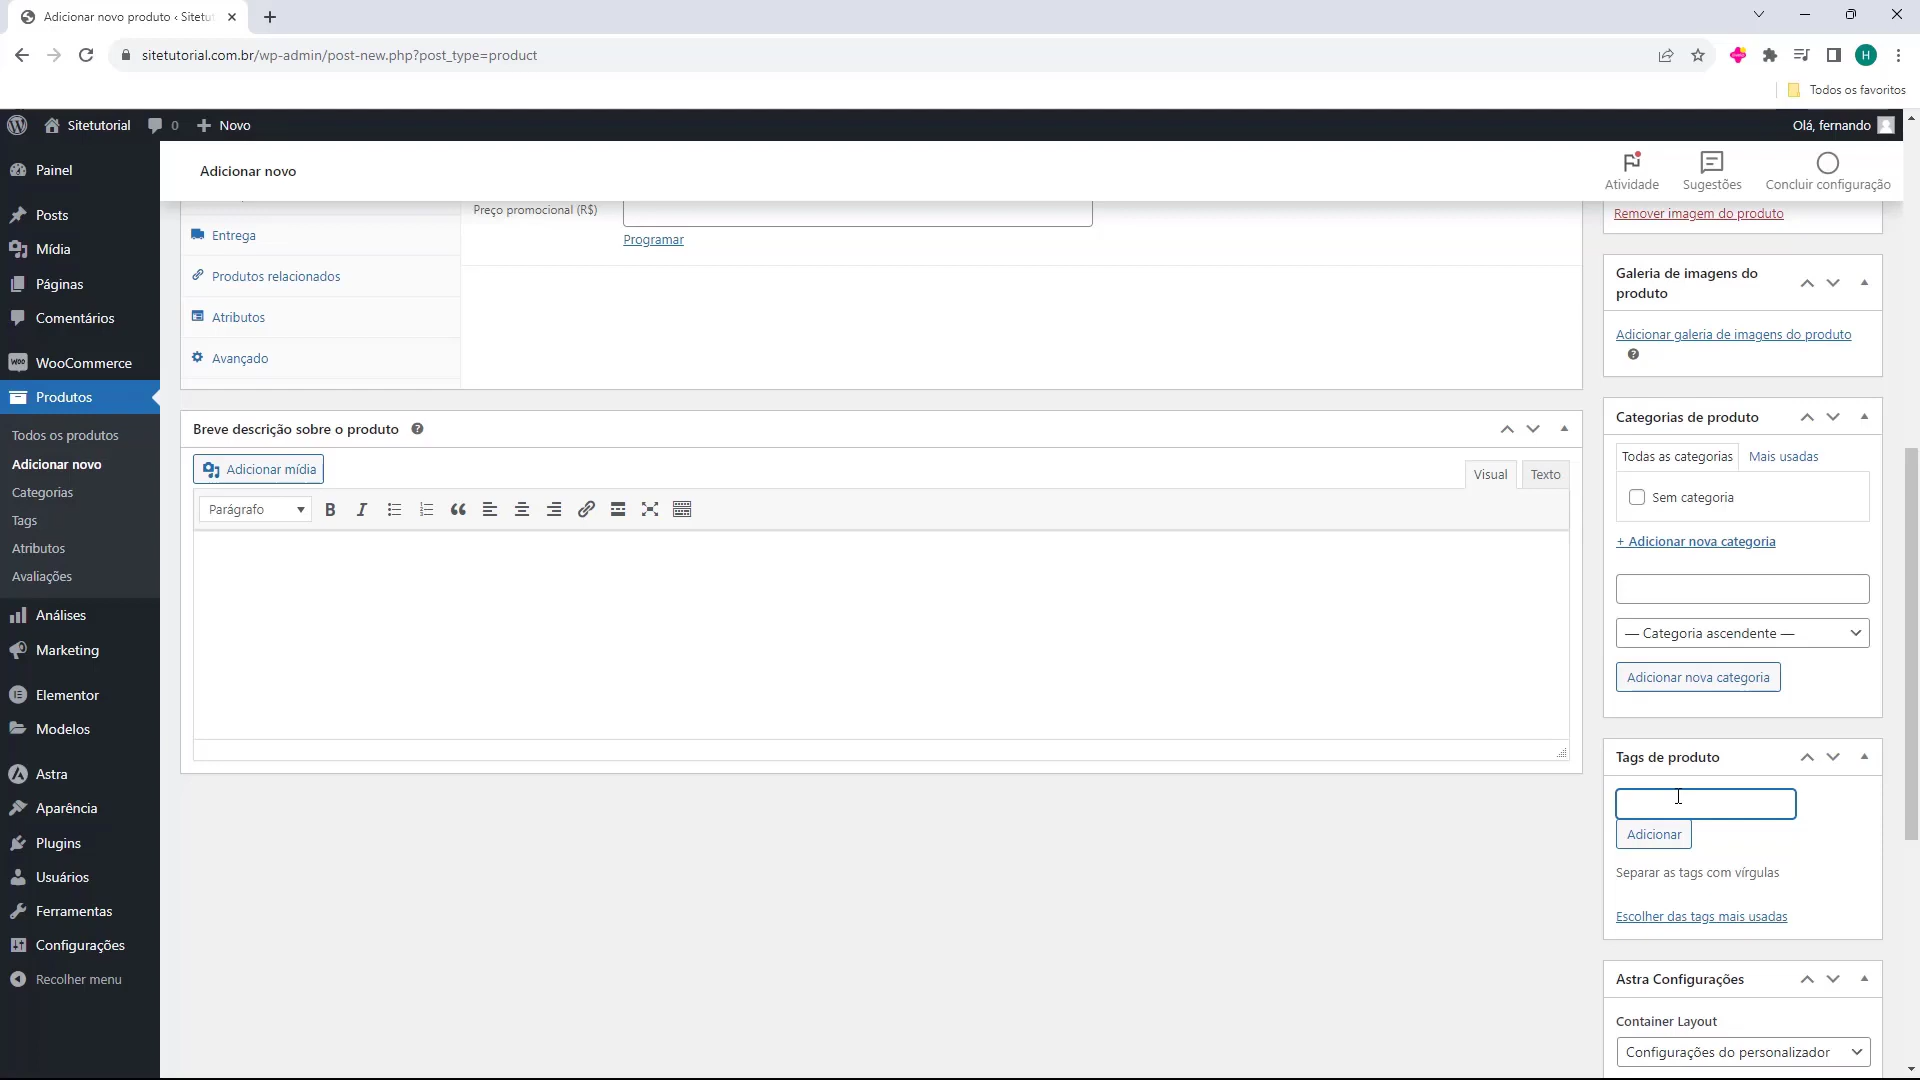 Adicionar novo produto ‹ Sitetu
sitetutorial.com.br/wp-admin/post-new.php?post_type=product
H
Todos os favoritos
Sitetutorial
0
Novo
Olá, fernando
Painel
Posts
Mídia
Páginas
Comentários
WooCommerce
Produtos
Todos os produtos
Adicionar novo
Categorias
Tags
Atributos
Avaliações
Análises
Marketing
Elementor
Modelos
Astra
Aparência
Plugins
Usuários
Ferramentas
Configurações
Recolher menu
Adicionar novo
Atividade
Sugestões
Concluir configuração
Entrega
Produtos relacionados
Atributos
Avançado
Preço promocional (R$)
Programar
Breve descrição sobre o produto
Adicionar mídia
Visual
Texto
Parágrafo
B
I
Remover imagem do produto
Galeria de imagens do
produto
Adicionar galeria de imagens do produto
Categorias de produto
Todas as categorias
Mais usadas
Sem categoria
+ Adicionar nova categoria
— Categoria ascendente —
Adicionar nova categoria
Tags de produto
Adicionar
Separar as tags com vírgulas
Escolher das tags mais usadas
Astra Configurações
Container Layout
Configurações do personalizador